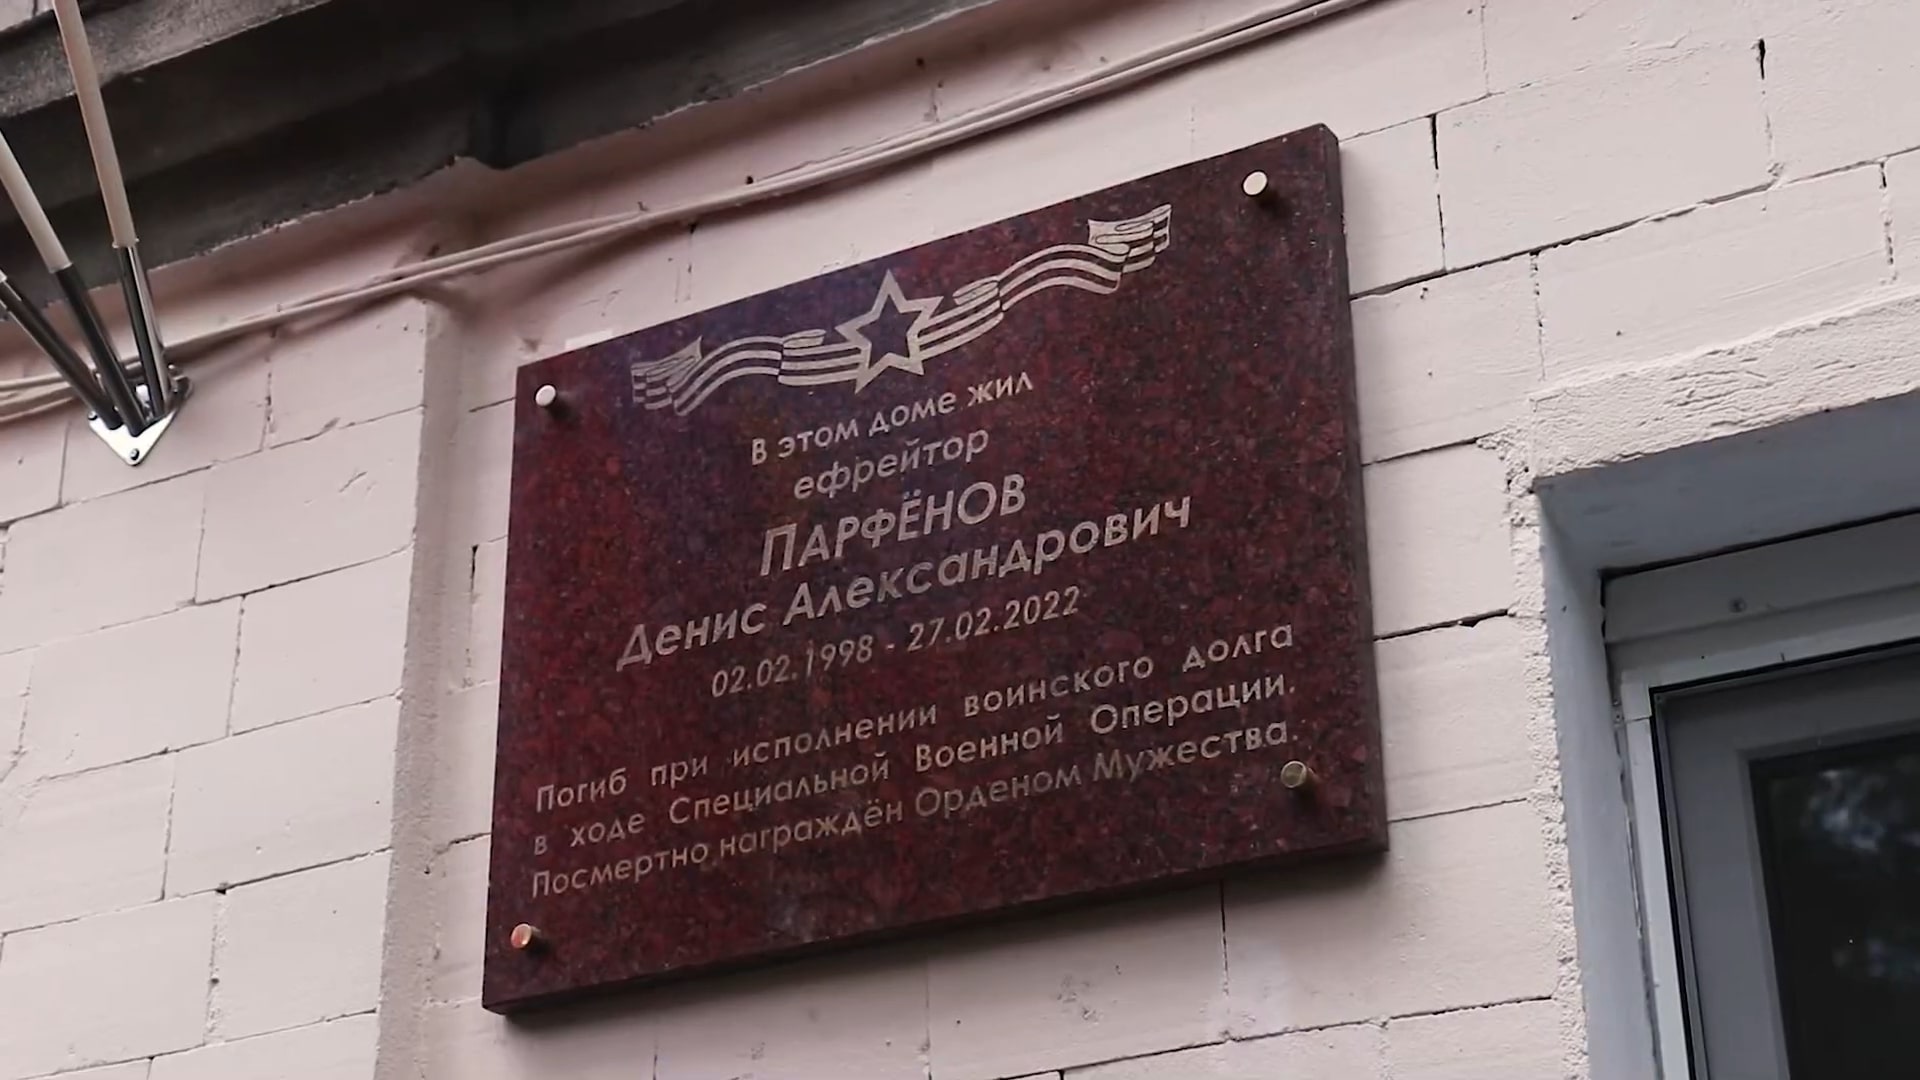 В этом доме жил
ефрейтор
ПАРФЁНОВ
Денис Александрович
02.02.1998 - 27.02.2022
Погиб при исполнении воинского долга
в ходе Специальной Военной Операции.
Посмертно награждён Орденом Мужества.